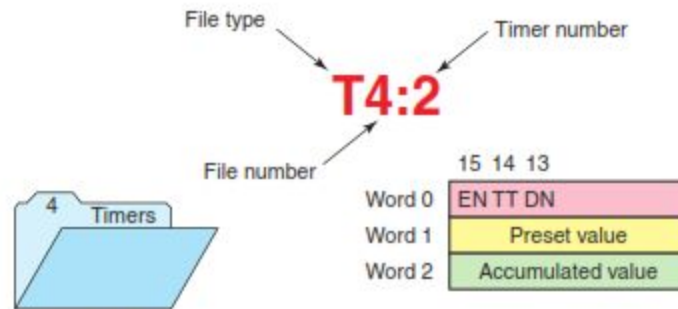 File type
Timer number
T4:2
File number
15 14 13
4
Timers
Word 0
EN TT DN
Word 1
Preset value
Word 2
Accumulated value